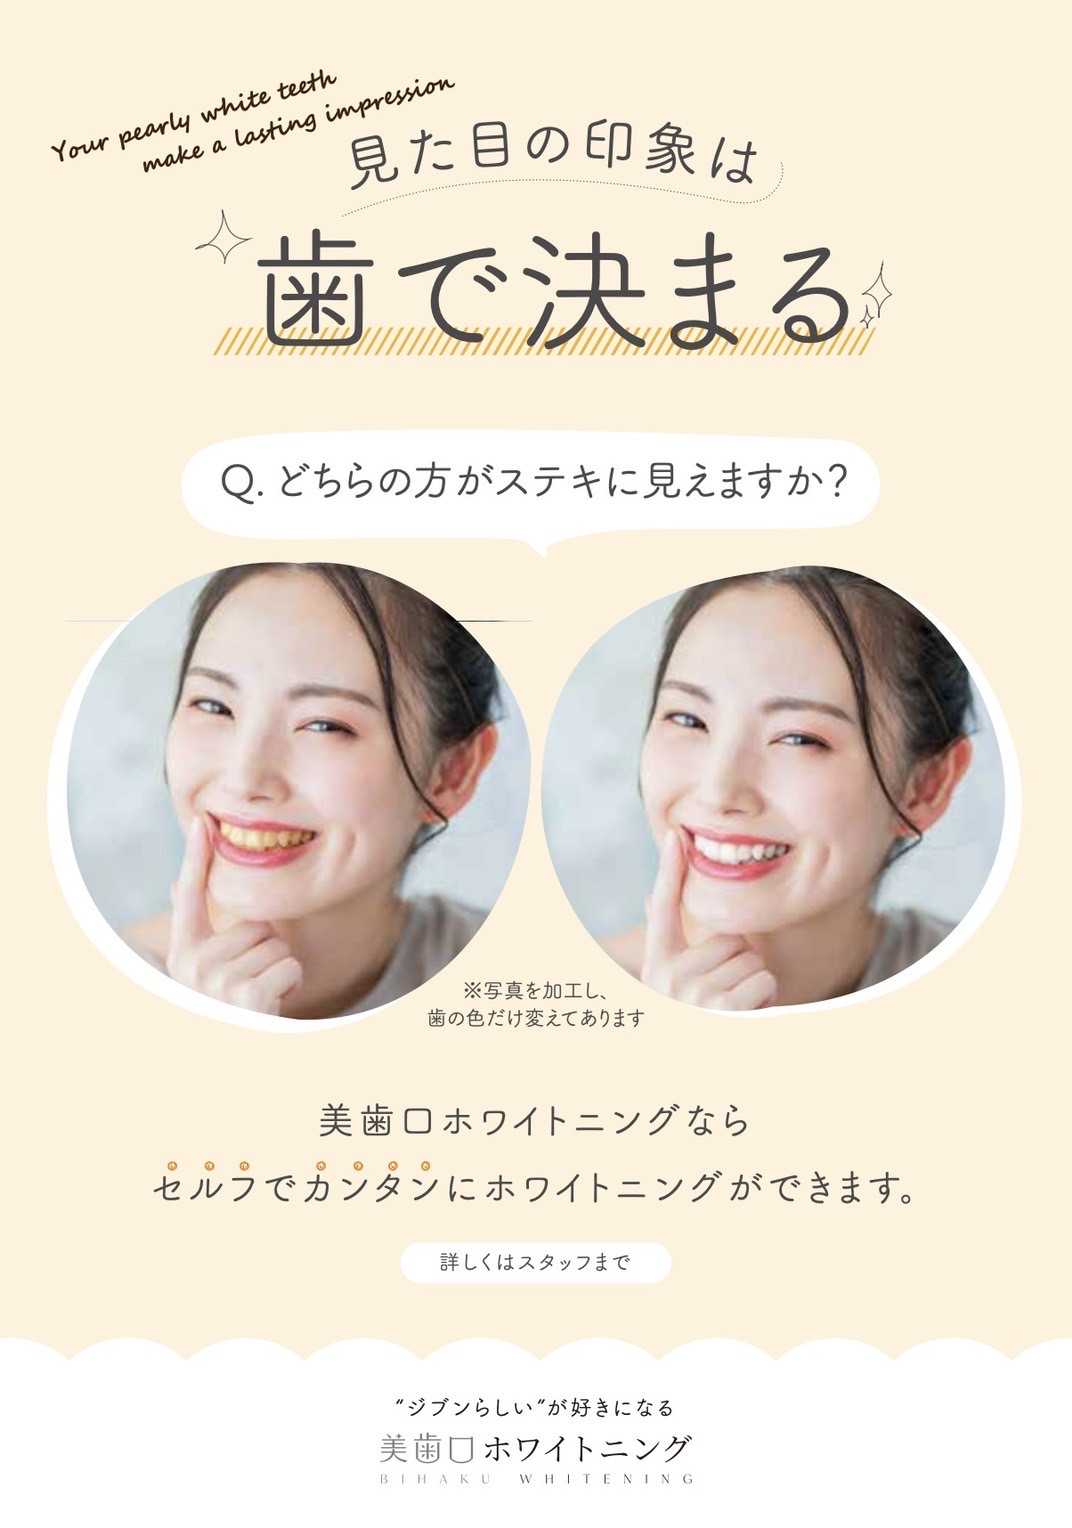 Your pearly white teeth
make a lasting impression
見た目の印象は
歯で決まる
Q. どちらの方がステキに見えますか?
※写真を加工し、
歯の色だけ変えてあります
美歯口ホワイトニングなら
セルフでカンタンにホワイトニングができます。
詳しくはスタッフまで
“ジブンらしい”が好きになる
美歯口ホワイトニング
BIHAKU WHITENING